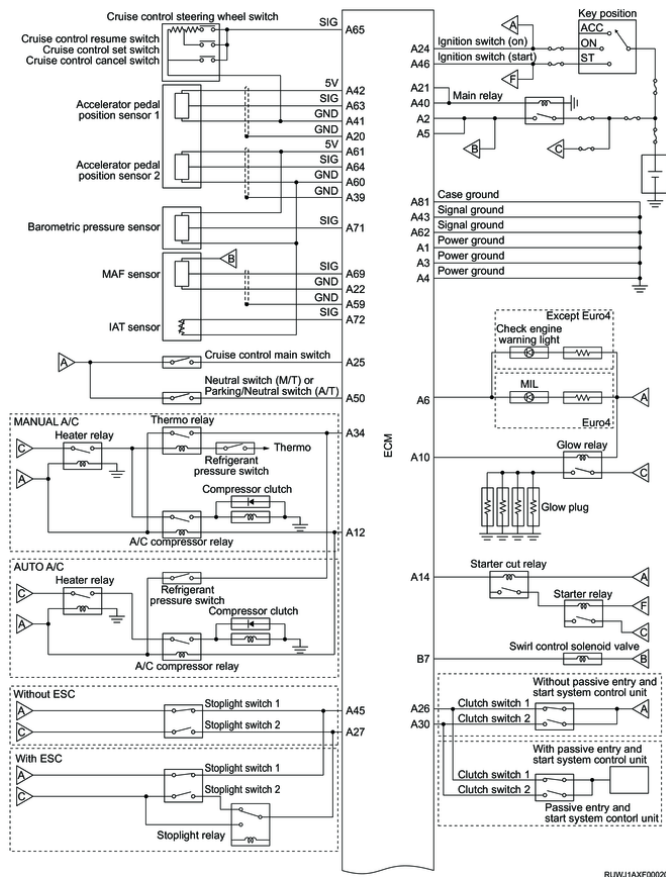 Cruise control steering wheel switch
Cruise control resume switch
Cruise control set switch
Cruise control cancel switch
SIG
A65
5V
A42
Accelerator pedal
position sensor 1
SIG
A63
GND
A41
GND
A20
5V
A61
Accelerator pedal
position sensor 2
SIG
A64
GND
A60
GND
A39
Barometric pressure sensor
SIG
A71
B
MAF sensor
SIG
A69
A22
GND
A59
SIG
A72
IAT sensor
A
Cruise control main switch
A25
Neutral switch (M/T) or
Parking/Neutral switch (A/T)
A50
MANUAL A/C
Thermo relay
A34
Heater relay
C
Thermo
Refrigerant
pressure switch
A
Compressor clutch
A12
A/C compressor relay
AUTO A/C
Heater relay
Refrigerant
pressure switch
C
Compressor clutch
A
A/C compressor relay
Without ESC
A
Stoplight switch 1
A45
C
Stoplight switch 2
A27
With ESC
A
Stoplight switch 1
C
Stoplight switch 2
Stoplight relay
ECM
A
Key position
ACC
ON
ST
A24
Ignition switch (on)
A46
Ignition switch (start)
F
A21
A40
Main relay
A2
A5
B
C
A81
Case ground
A43
Signal ground
A62
Signal ground
A1
Power ground
A3
Power ground
A4
Power ground
Except Euro4
Check engine
warning light
A6
MIL
A
Euro4
A10
Glow relay
C
Glow plug
A14
Starter cut relay
A
Starter relay
F
C
B7
Swirl control solenoid valve
B
Without passive entry and
start system control unit
A26
Clutch switch 1
A
A30
Clutch switch 2
With passive entry and
start system control unit
Clutch switch 1
Clutch switch 2
Passive entry and
start system contorl unit
RUWJ1AXF000201